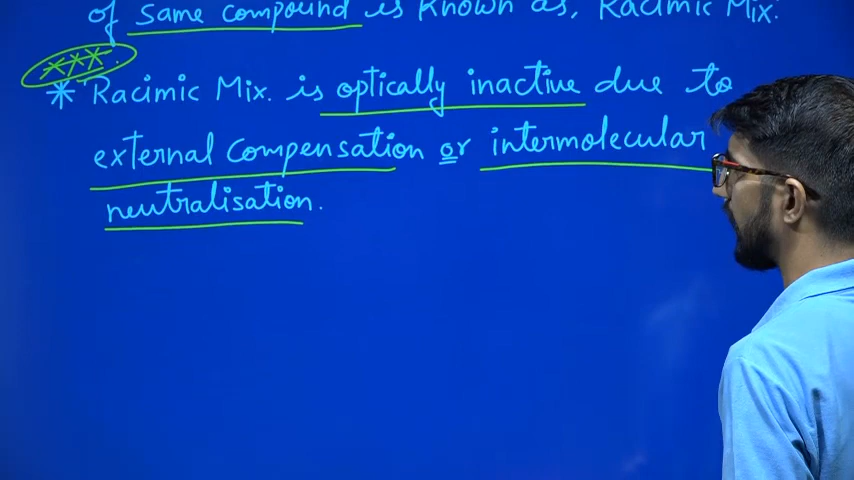 of same compound is known as, Racimic Mix.
***.
* Racimic Mix. is optically inactive due to
external compensation or intermolecular
neutralisation.